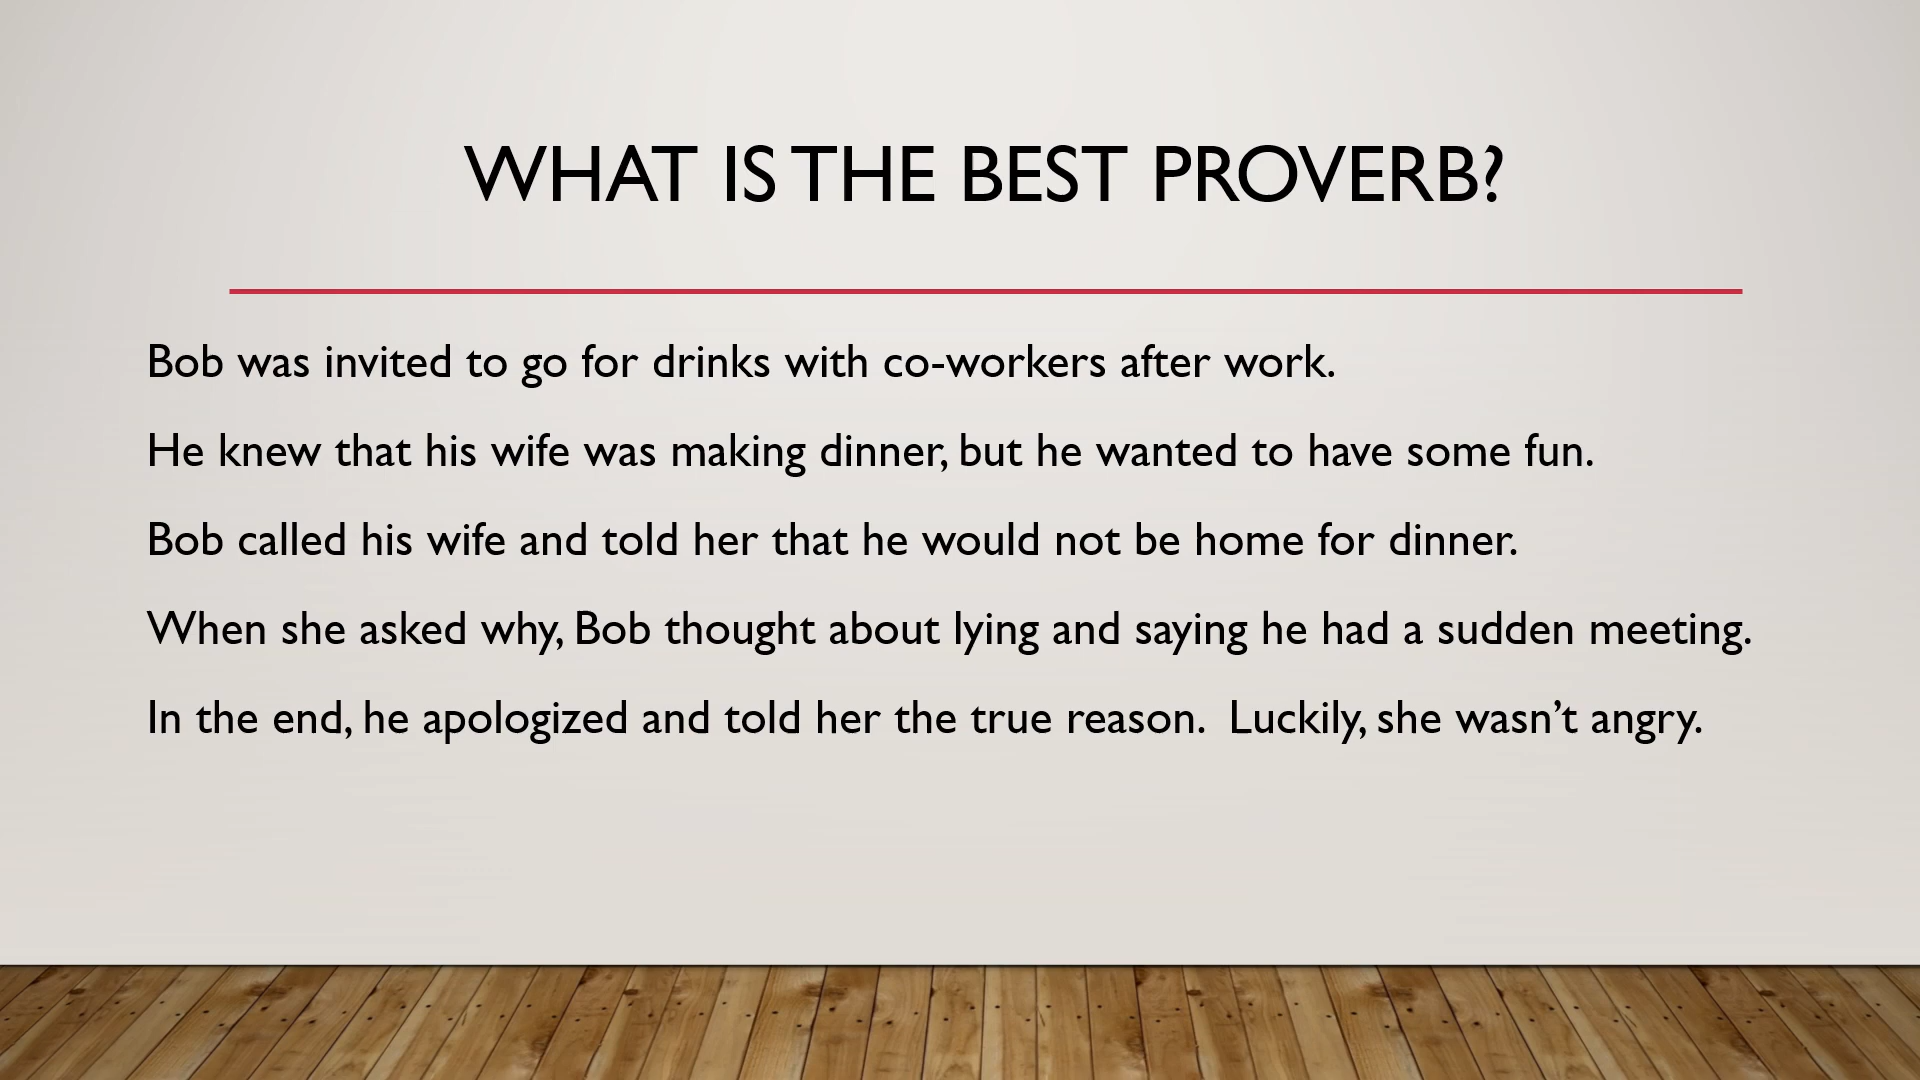 WHAT IS THE BEST PROVERB?
Bob was invited to go for drinks with co-workers after work.
He knew that his wife was making dinner, but he wanted to have some fun.
Bob called his wife and told her that he would not be home for dinner.
When she asked why, Bob thought about lying and saying he had a sudden meeting.
In the end, he apologized and told her the true reason.  Luckily, she wasn’t angry.